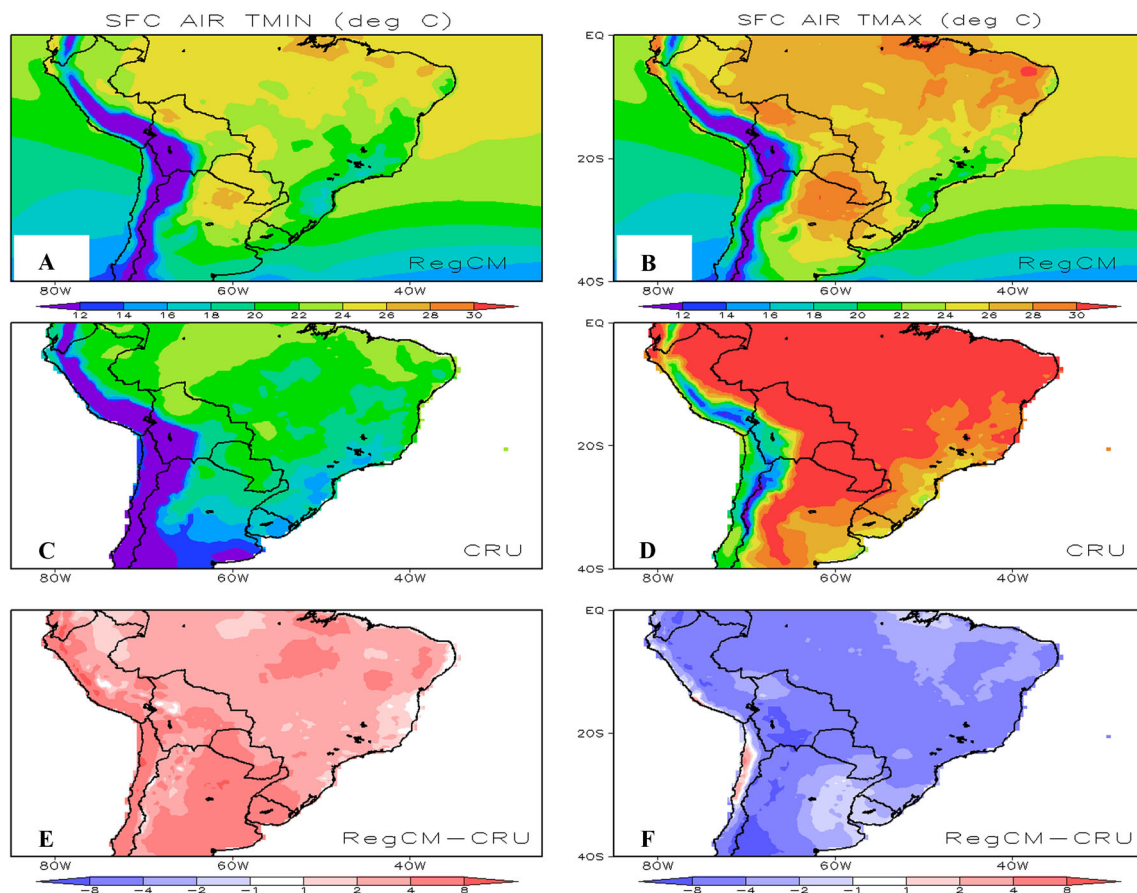 SFC AIR TMIN (deg C)
SFC AIR TMAX (deg C)
EQ
20S
40S
A
RegCM
B
RegCM
80W 60W 40W
80W 60W 40W
12 14 16 18 20 22 24 26 28 30
12 14 16 18 20 22 24 26 28 30
EQ
20S
40S
C
CRU
D
CRU
80W 60W 40W
80W 60W 40W
EQ
20S
40S
E
RegCM-CRU
F
RegCM-CRU
80W 60W 40W
80W 60W 40W
-8 -4 -2 -1 1 2 4 8
-8 -4 -2 -1 1 2 4 8